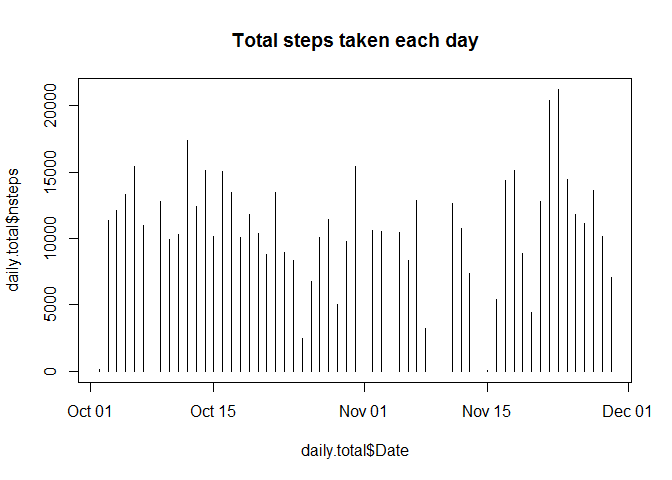 Total steps taken each day
daily.total$nsteps
20000
15000
10000
5000
0
Oct 01 Oct 15 Nov 01 Nov 15 Dec 01
daily.total$Date